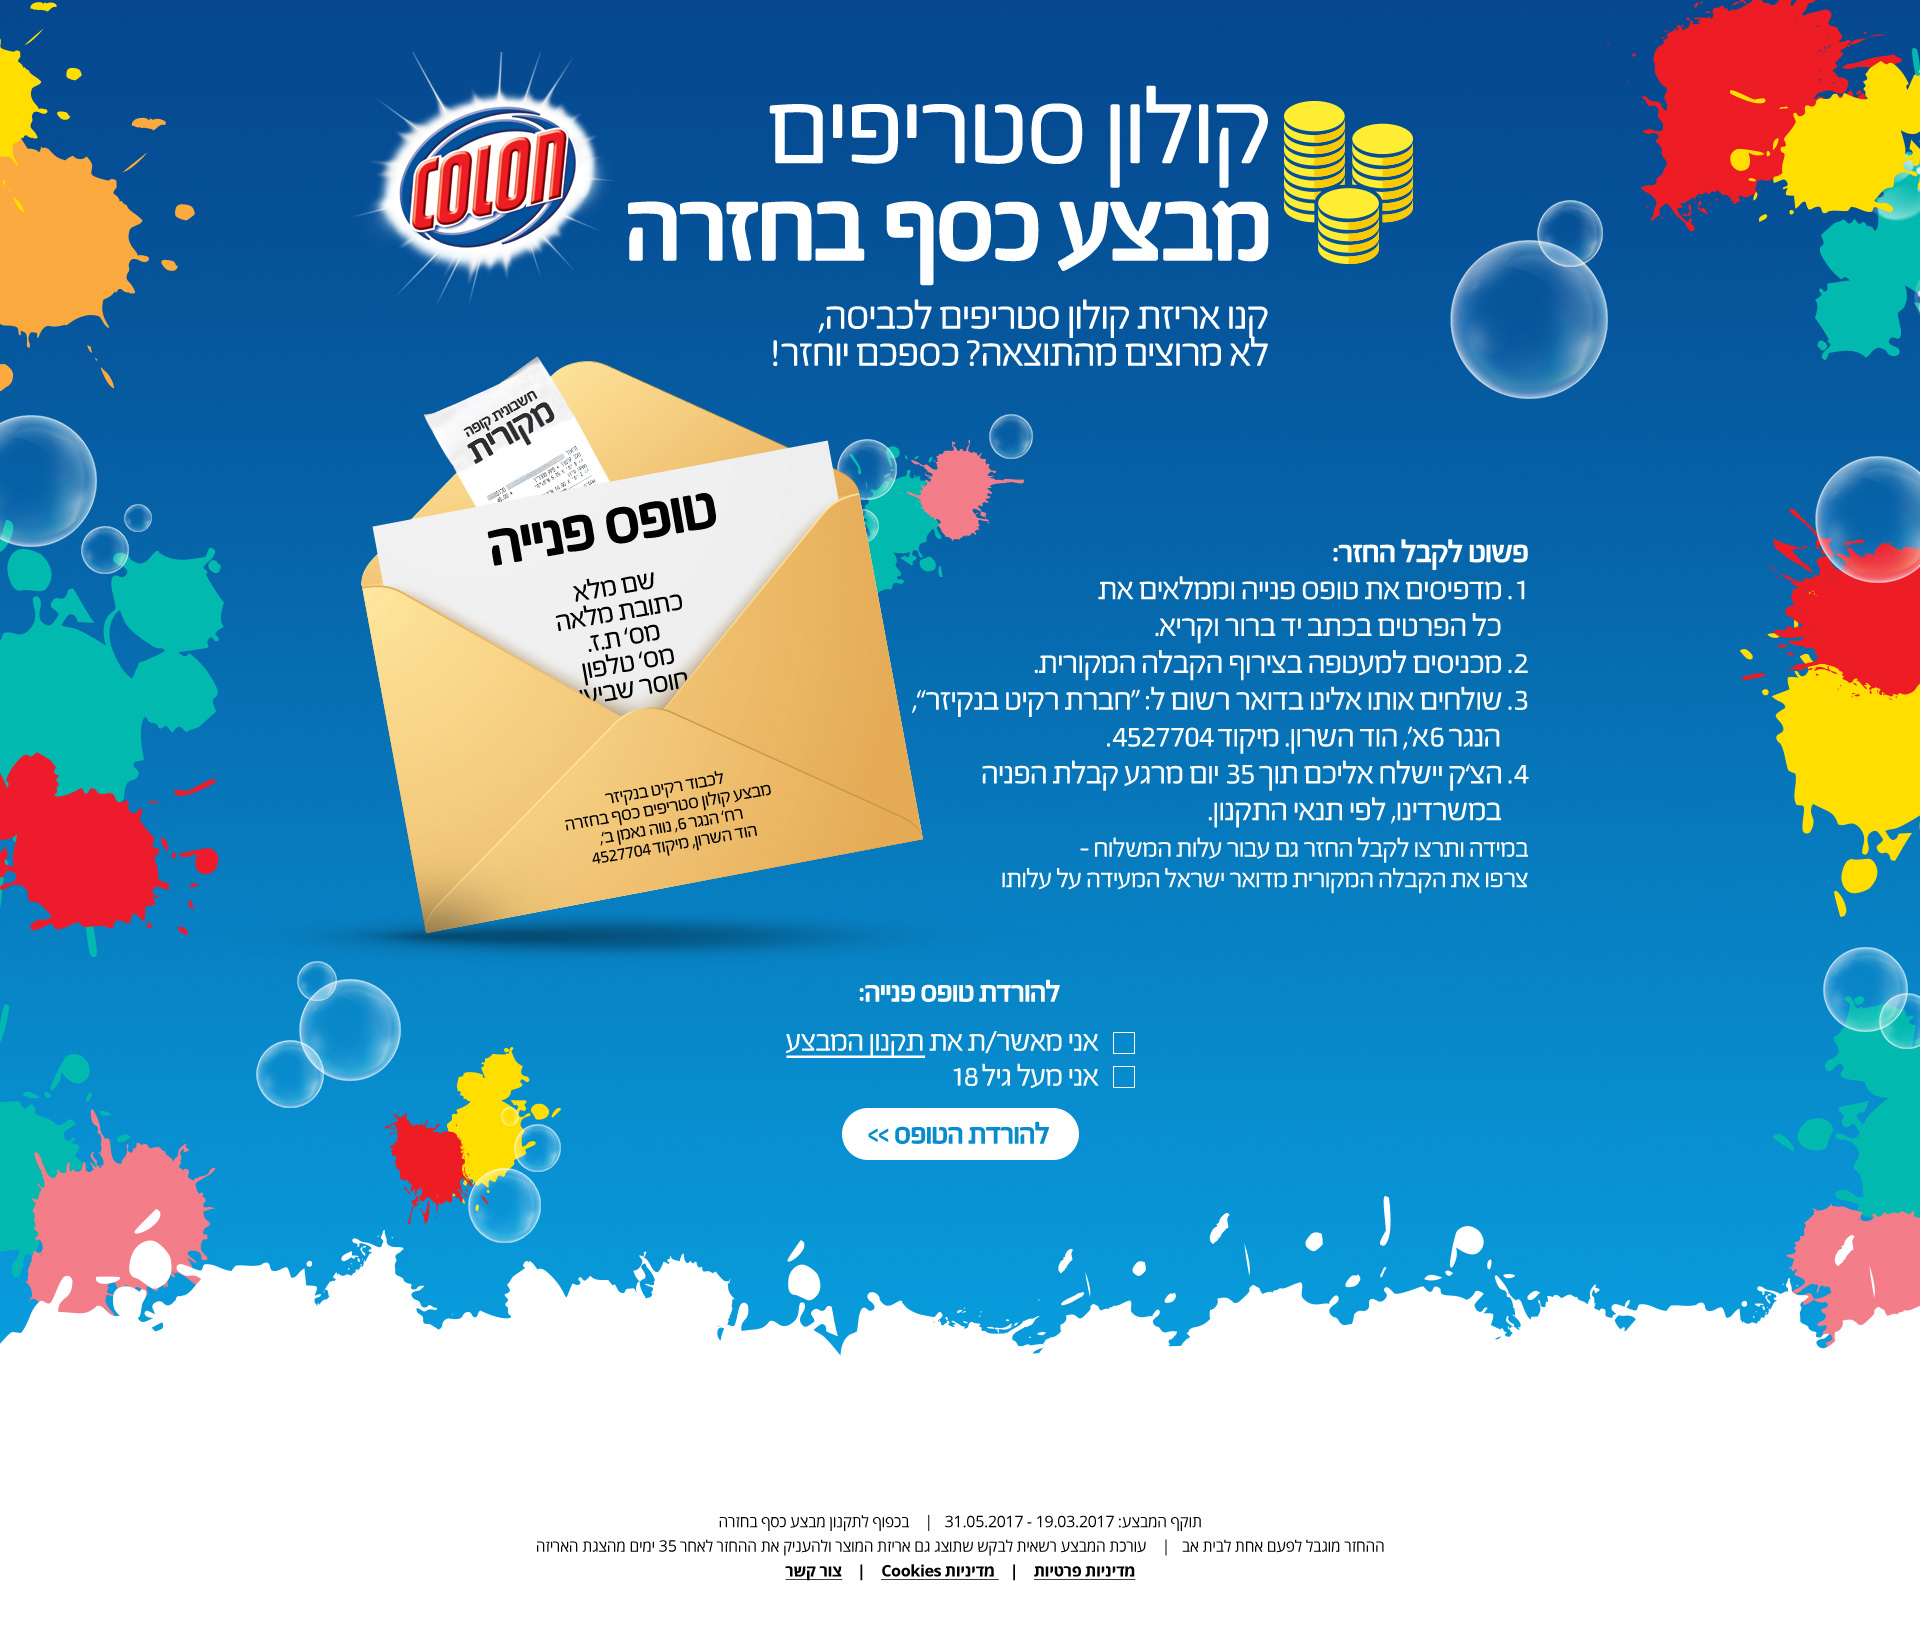 COLON
קולון סטריפים
מבצע כסף בחזרה
קנו אריזת קולון סטריפים לכביסה,
לא מרוצים מהתוצאה? כספכם יוחזר!
חשבונית קופה
מקורית
טופס פנייה
שם מלא
כתובת מלאה
מס' ת.ז.
מס' טלפון
לכבוד רקיט בנקיזר
מבצע קולון סטריפים כסף בחזרה
רח' הנגר 6, נווה נאמן ב',
הוד השרון, מיקוד 4527704
פשוט לקבל החזר:
1. מדפיסים את טופס פנייה וממלאים את
כל הפרטים בכתב יד ברור וקריא.
2. מכניסים למעטפה בצירוף הקבלה המקורית.
3. שולחים אותו אלינו בדואר רשום ל: "חברת רקיט בנקיזר",
הנגר 6א', הוד השרון. מיקוד 4527704.
4. הצ'ק יישלח אליכם תוך 35 יום מרגע קבלת הפניה
במשרדינו, לפי תנאי התקנון.
במידה ותרצו לקבל החזר גם עבור עלות המשלוח -
צרפו את הקבלה המקורית מדואר ישראל המעידה על עלותו
להורדת טופס פנייה:
אני מאשר/ת את תקנון המבצע
אני מעל גיל 18
להורדת הטופס >>
תוקף המבצע: 19.03.2017 - 31.05.2017 | בכפוף לתקנון מבצע כסף בחזרה
ההחזר מוגבל לפעם אחת לבית אב | עורכת המבצע רשאית לבקש שתוצג גם אריזת המוצר ולהעניק את ההחזר לאחר 35 ימים מהצגת האריזה
מדיניות פרטיות | מדיניות Cookies | צור קשר